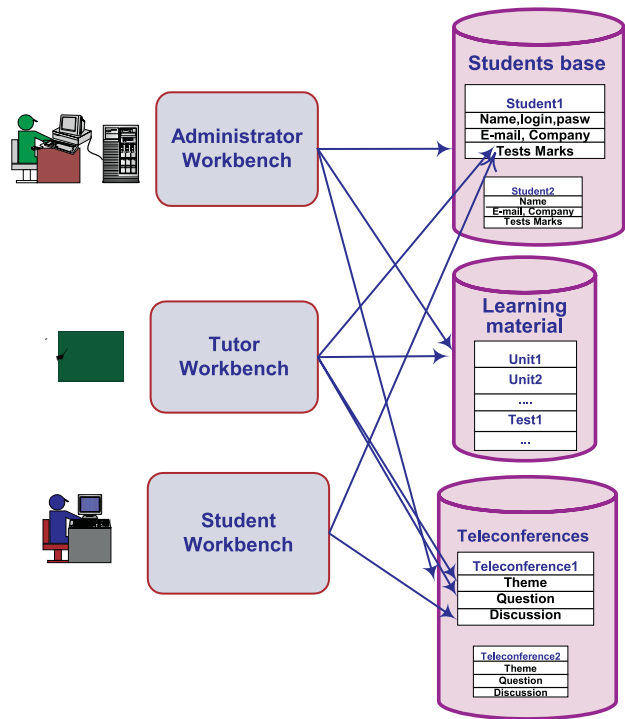 Administrator
Workbench
Tutor
Workbench
Student
Workbench
Students base
Student1
Name,login,pasw
E-mail, Company
Tests Marks
Student2
Name
E-mail, Company
Tests Marks
Learning
material
Unit1
Unit2
....
Test1
...
Teleconferences
Teleconference1
Theme
Question
Discussion
Teleconference2
Theme
Question
Discussion